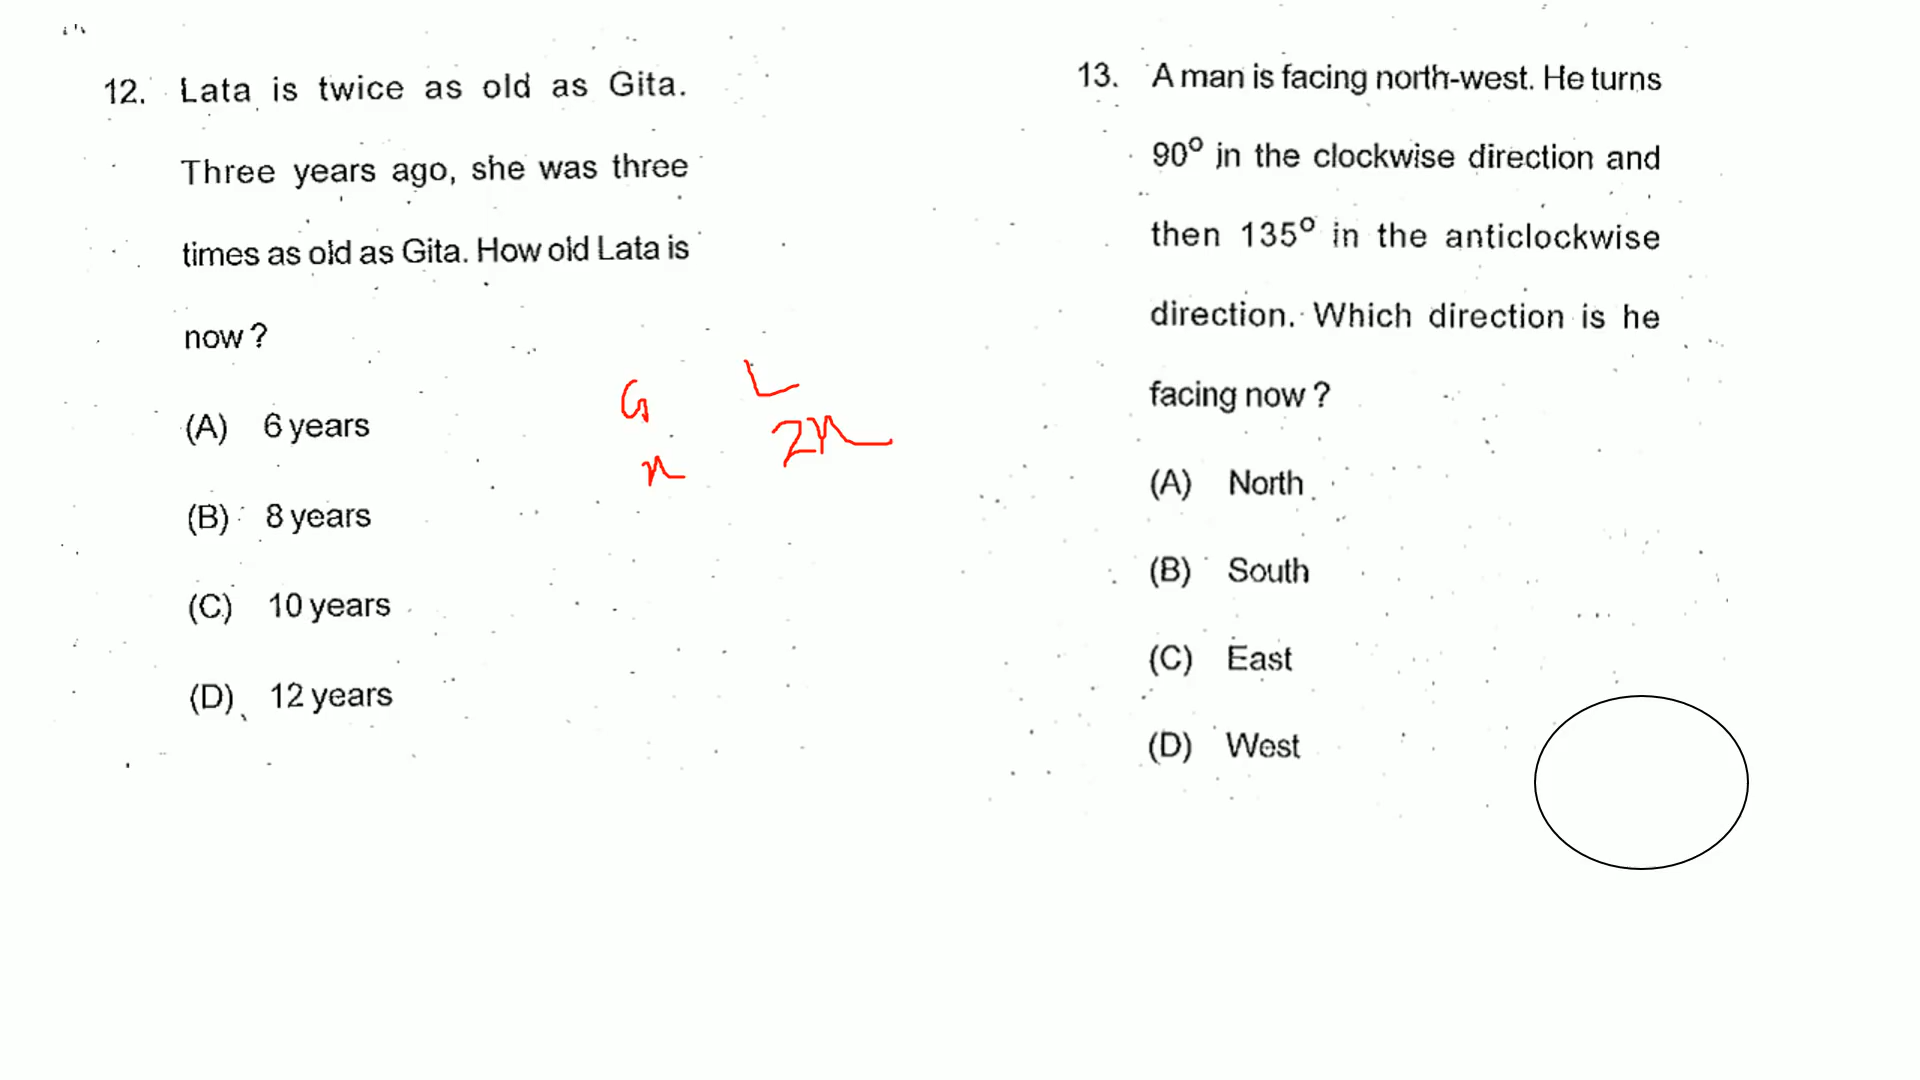 12. Lata is twice as old as Gita.
Three years ago, she was three
times as old as Gita. How old Lata is
now ?
(A) 6 years
(B) 8 years
(C) 10 years
(D) 12 years
G L
x 2x
13. A man is facing north-west. He turns
90° in the clockwise direction and
then 135° in the anticlockwise
direction. Which direction is he
facing now ?
(A) North
(B) South
(C) East
(D) West